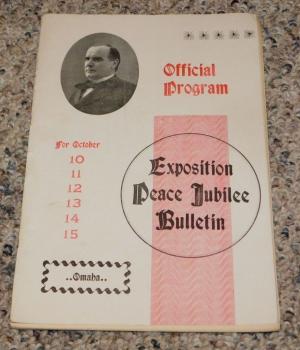 Official
Program
For October
10
11
12
13
14
15
Exposition
Peace Jubilee
Bulletin
..Omaha..